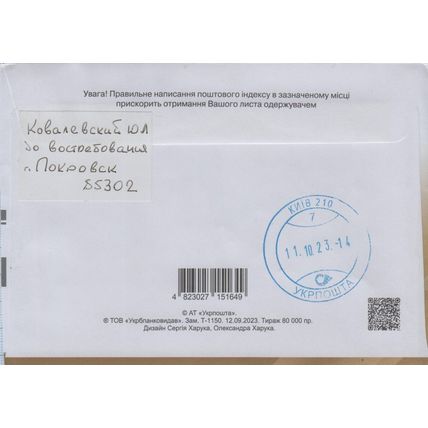 Увага! Правильне написання поштового індексу в зазначеному місці
прискорить отримання Вашого листа одержувачем
Ковалевский ЮЛ
до востребования
г. Покровск
85302
КИЇВ 210
7
11.10.23.-14
УКРПОШТА
4 823027 151649
© АТ «Укрпошта».
® ТОВ «Укрбланковидав». Зам. Т-1150. 12.09.2023. Тираж 80 000 пр.
Дизайн Сергія Харука, Олександра Харука.